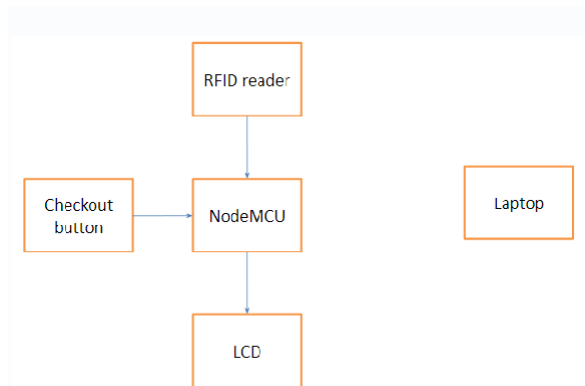 RFID reader
Checkout
button
NodeMCU
Laptop
LCD